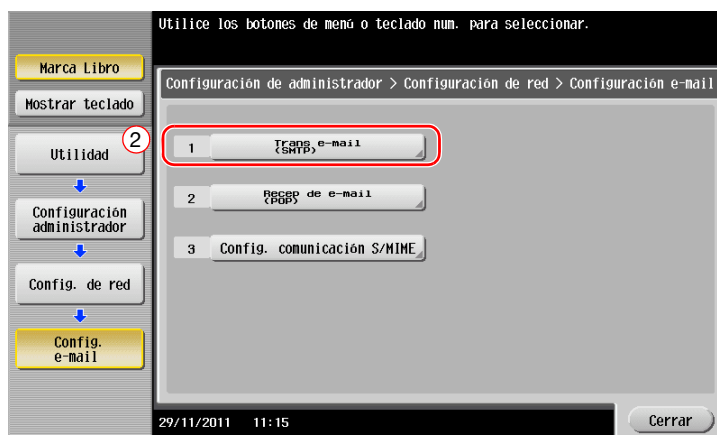 Utilice los botones de menú o teclado num. para seleccionar.
Marca Libro
Mostrar teclado
Configuración de administrador > Configuración de red > Configuración e-mail
2
Utilidad
Configuración
administrador
Config. de red
Config.
e-mail
1 Trans e-mail
(SMTP)
2 Recep de e-mail
(POP)
3 Config. comunicación S/MIME
29/11/2011 11:15
Cerrar